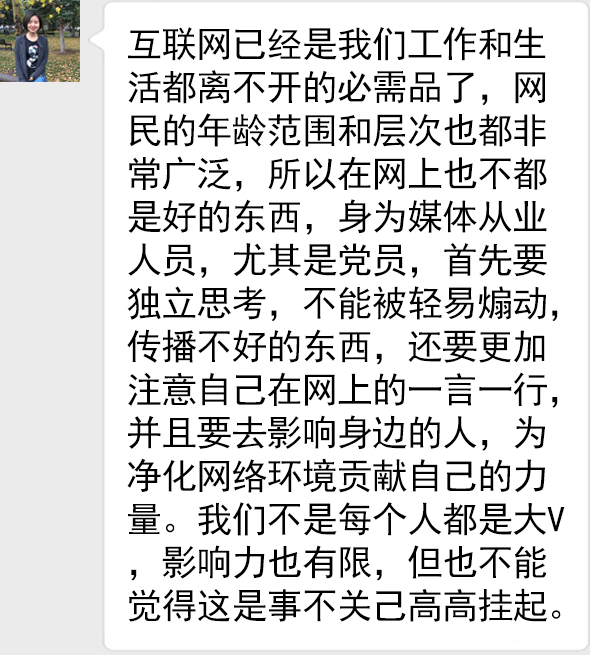 互联网已经是我们工作和生
活都离不开的必需品了，网
民的年龄范围和层次也都非
常广泛，所以在网上也不都
是好的东西，身为媒体从业
人员，尤其是党员，首先要
独立思考，不能被轻易煽动，
传播不好的东西，还要更加
注意自己在网上的一言一行，
并且要去影响身边的人，为
净化网络环境贡献自己的力
量。我们不是每个人都是大V
，影响力也有限，但也不能
觉得这是事不关己高高挂起。